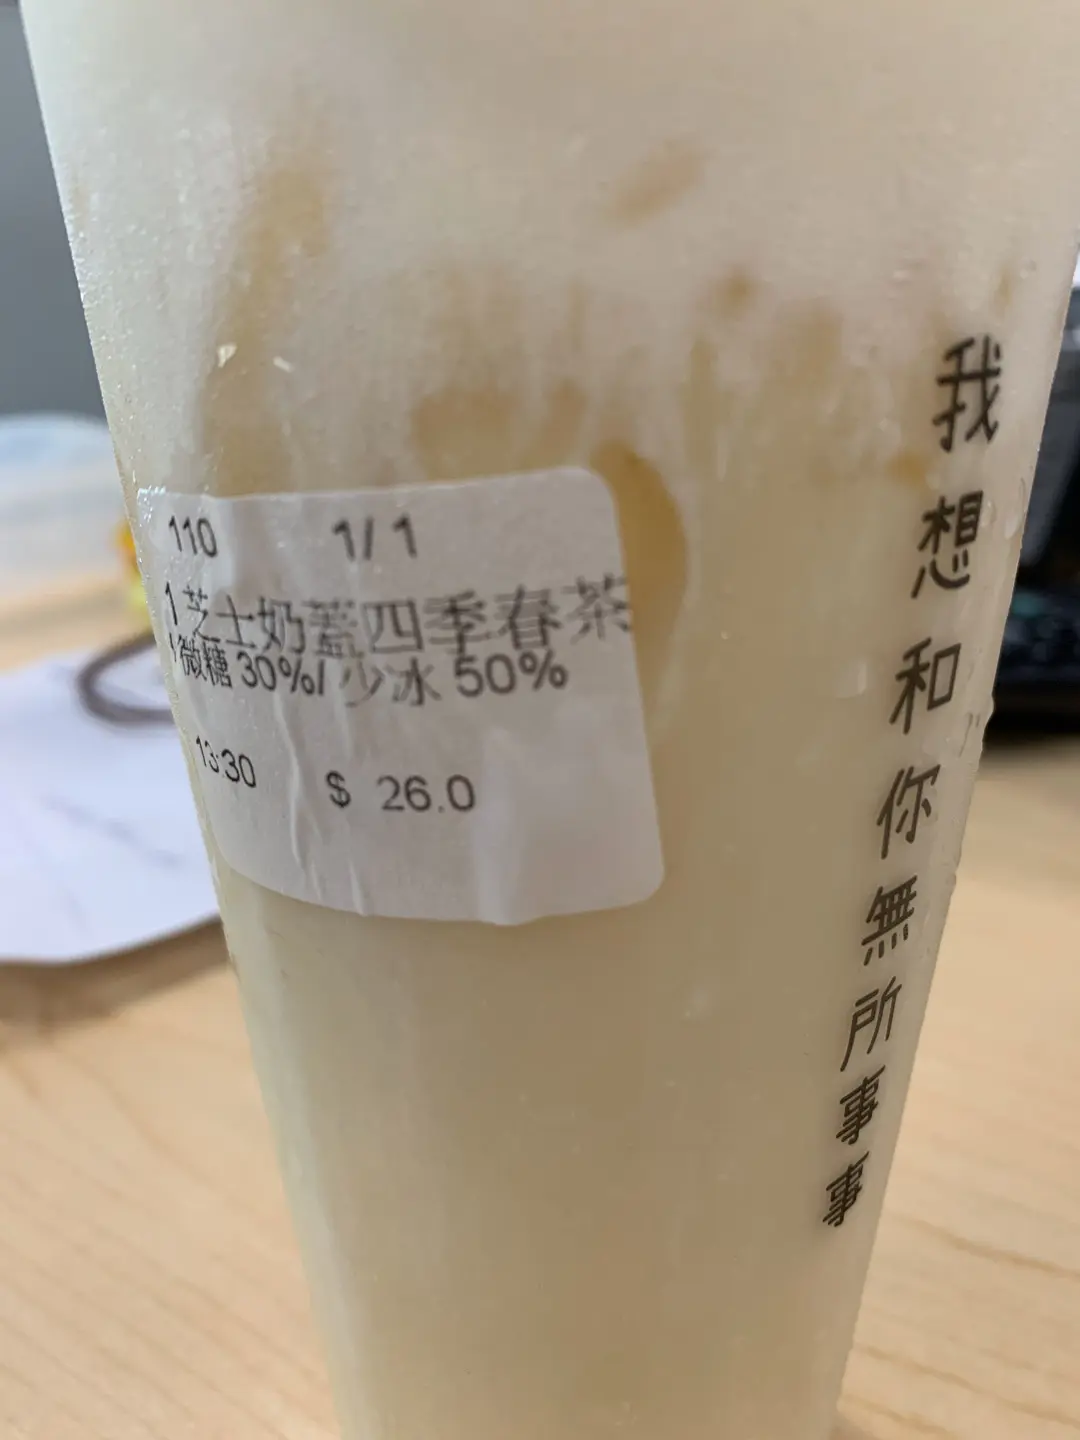 110 1/ 1
1 芝士奶蓋四季春茶
/微糖 30%/ 少冰 50%
13:30 $ 26.0
我想和你無所事事